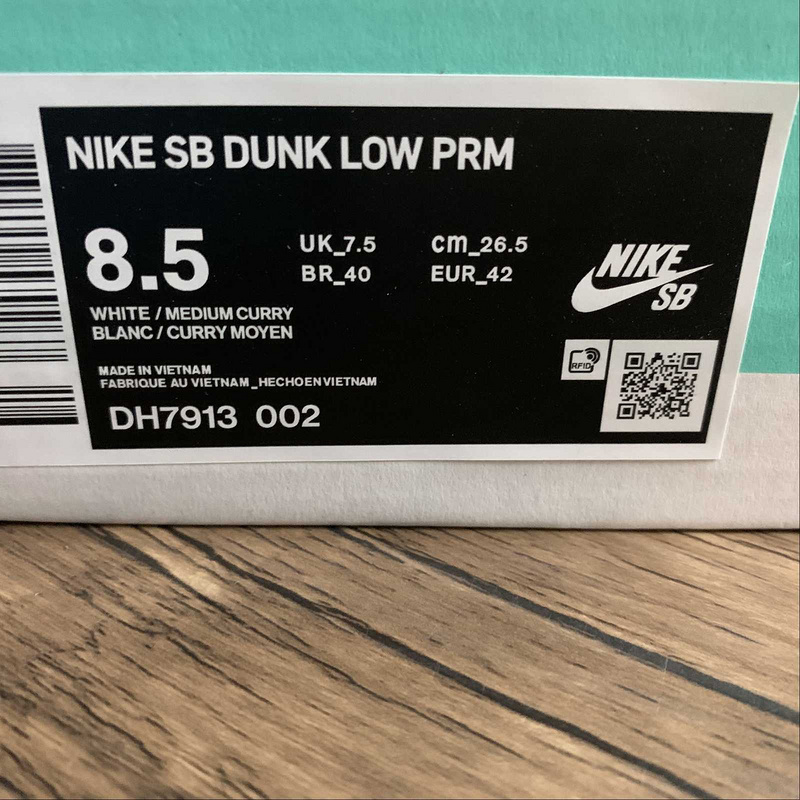 NIKE SB DUNK LOW PRM
8.5
UK_7.5 cm_26.5
BR_40 EUR_42
WHITE / MEDIUM CURRY
BLANC / CURRY MOYEN
NIKE
SB
RFID
MADE IN VIETNAM
FABRIQUE AU VIETNAM_HECHOENVIETNAM
DH7913 002